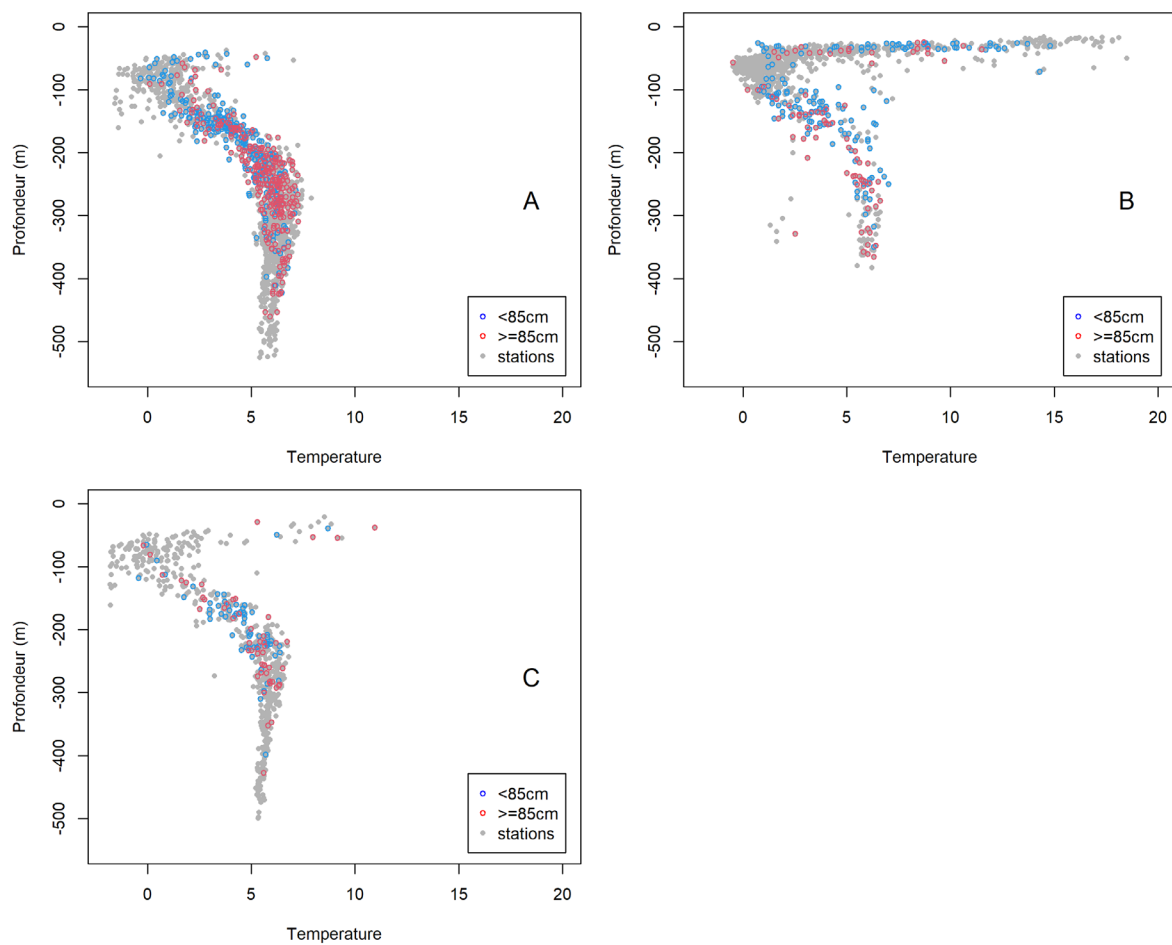 0
-100
-200
-300
-400
-500
Profondeur (m)
A
<85cm
>=85cm
stations
0 5 10 15 20
Temperature
0
-100
-200
-300
-400
-500
Profondeur (m)
B
<85cm
>=85cm
stations
0 5 10 15 20
Temperature
0
-100
-200
-300
-400
-500
Profondeur (m)
C
<85cm
>=85cm
stations
0 5 10 15 20
Temperature